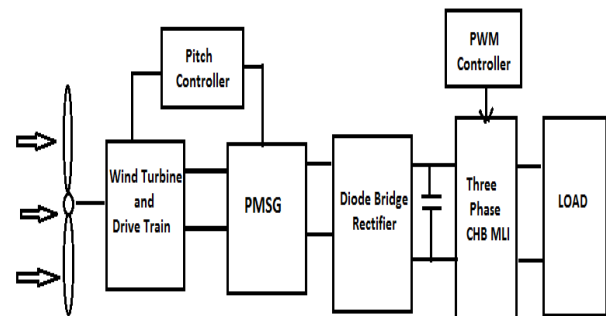 Pitch
Controller
PWM
Controller
Wind Turbine
and
Drive Train
PMSG
Diode Bridge
Rectifier
Three
Phase
CHB MLI
LOAD